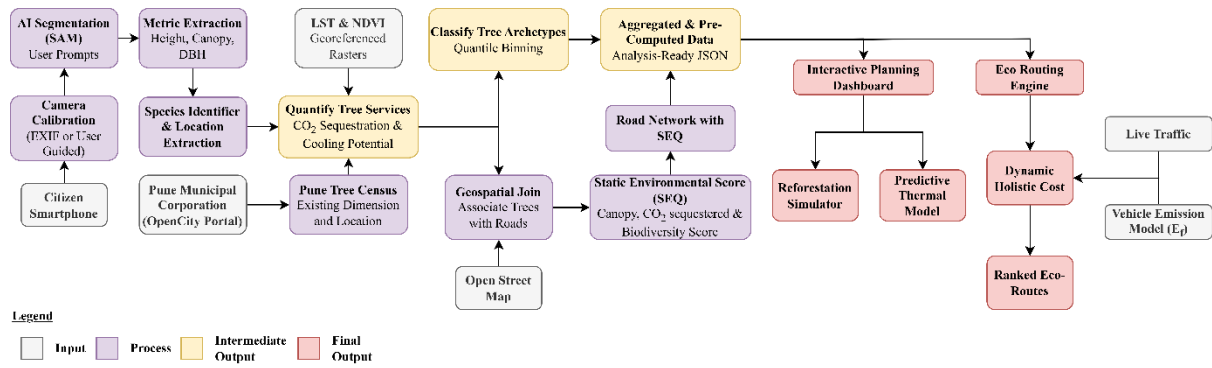 AI Segmentation
(SAM)
User Prompts
Metric Extraction
Height, Canopy,
DBH
LST & NDVI
Georeferenced
Rasters
Classify Tree Archetypes
Quantile Binning
Aggregated & Pre-
Computed Data
Analysis-Ready JSON
Interactive Planning
Dashboard
Eco Routing
Engine
Camera
Calibration
(EXIF or User
Guided)
Species Identifier
& Location
Extraction
Quantify Tree Services
CO2 Sequestration &
Cooling Potential
Road Network with
SEQ
Live Traffic
Citizen
Smartphone
Pune Municipal
Corporation
(OpenCity Portal)
Pune Tree Census
Existing Dimension
and Location
Geospatial Join
Associate Trees
with Roads
Static Environmental Score
(SEQ)
Canopy, CO2 sequestered &
Biodiversity Score
Reforestation
Simulator
Predictive
Thermal
Model
Dynamic
Holistic Cost
Vehicle Emission
Model (Ef)
Open Street
Map
Ranked Eco-
Routes
Legend
Input
Process
Intermediate
Output
Final
Output